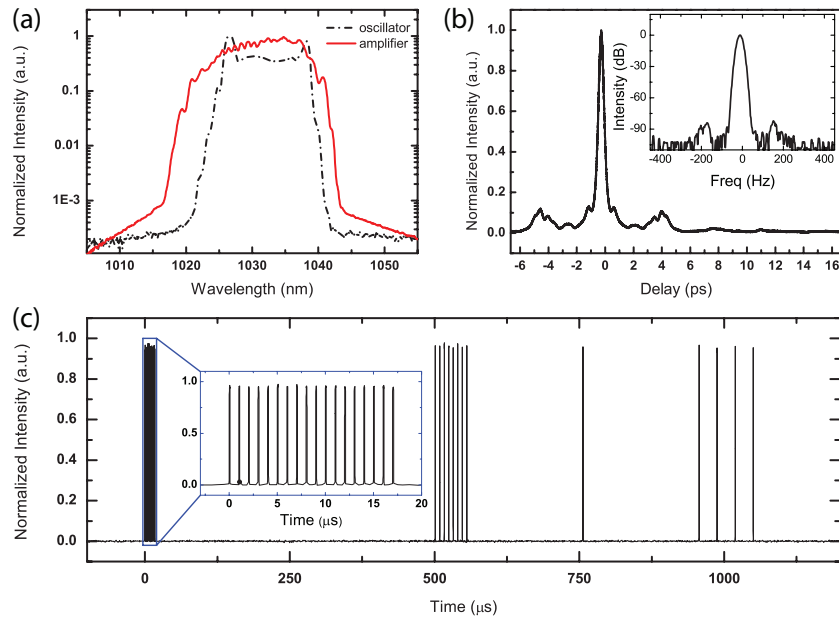 (a)
oscillator
amplifier
Normalized Intensity (a.u.)
1
0.1
0.01
1E-3
1010 1020 1030 1040 1050
Wavelength (nm)
(b)
Normalized Intensity (a.u.)
1.0
0.8
0.6
0.4
0.2
0.0
-6 -4 -2 0 2 4 6 8 10 12 14 16
Delay (ps)
Intensity (dB)
0
-30
-60
-90
-400 -200 0 200 400
Freq (Hz)
(c)
Normalized Intensity (a.u.)
1.0
0.8
0.6
0.4
0.2
0.0
0 250 500 750 1000
Time (μs)
1.0
0.5
0.0
0 5 10 15 20
Time (μs)